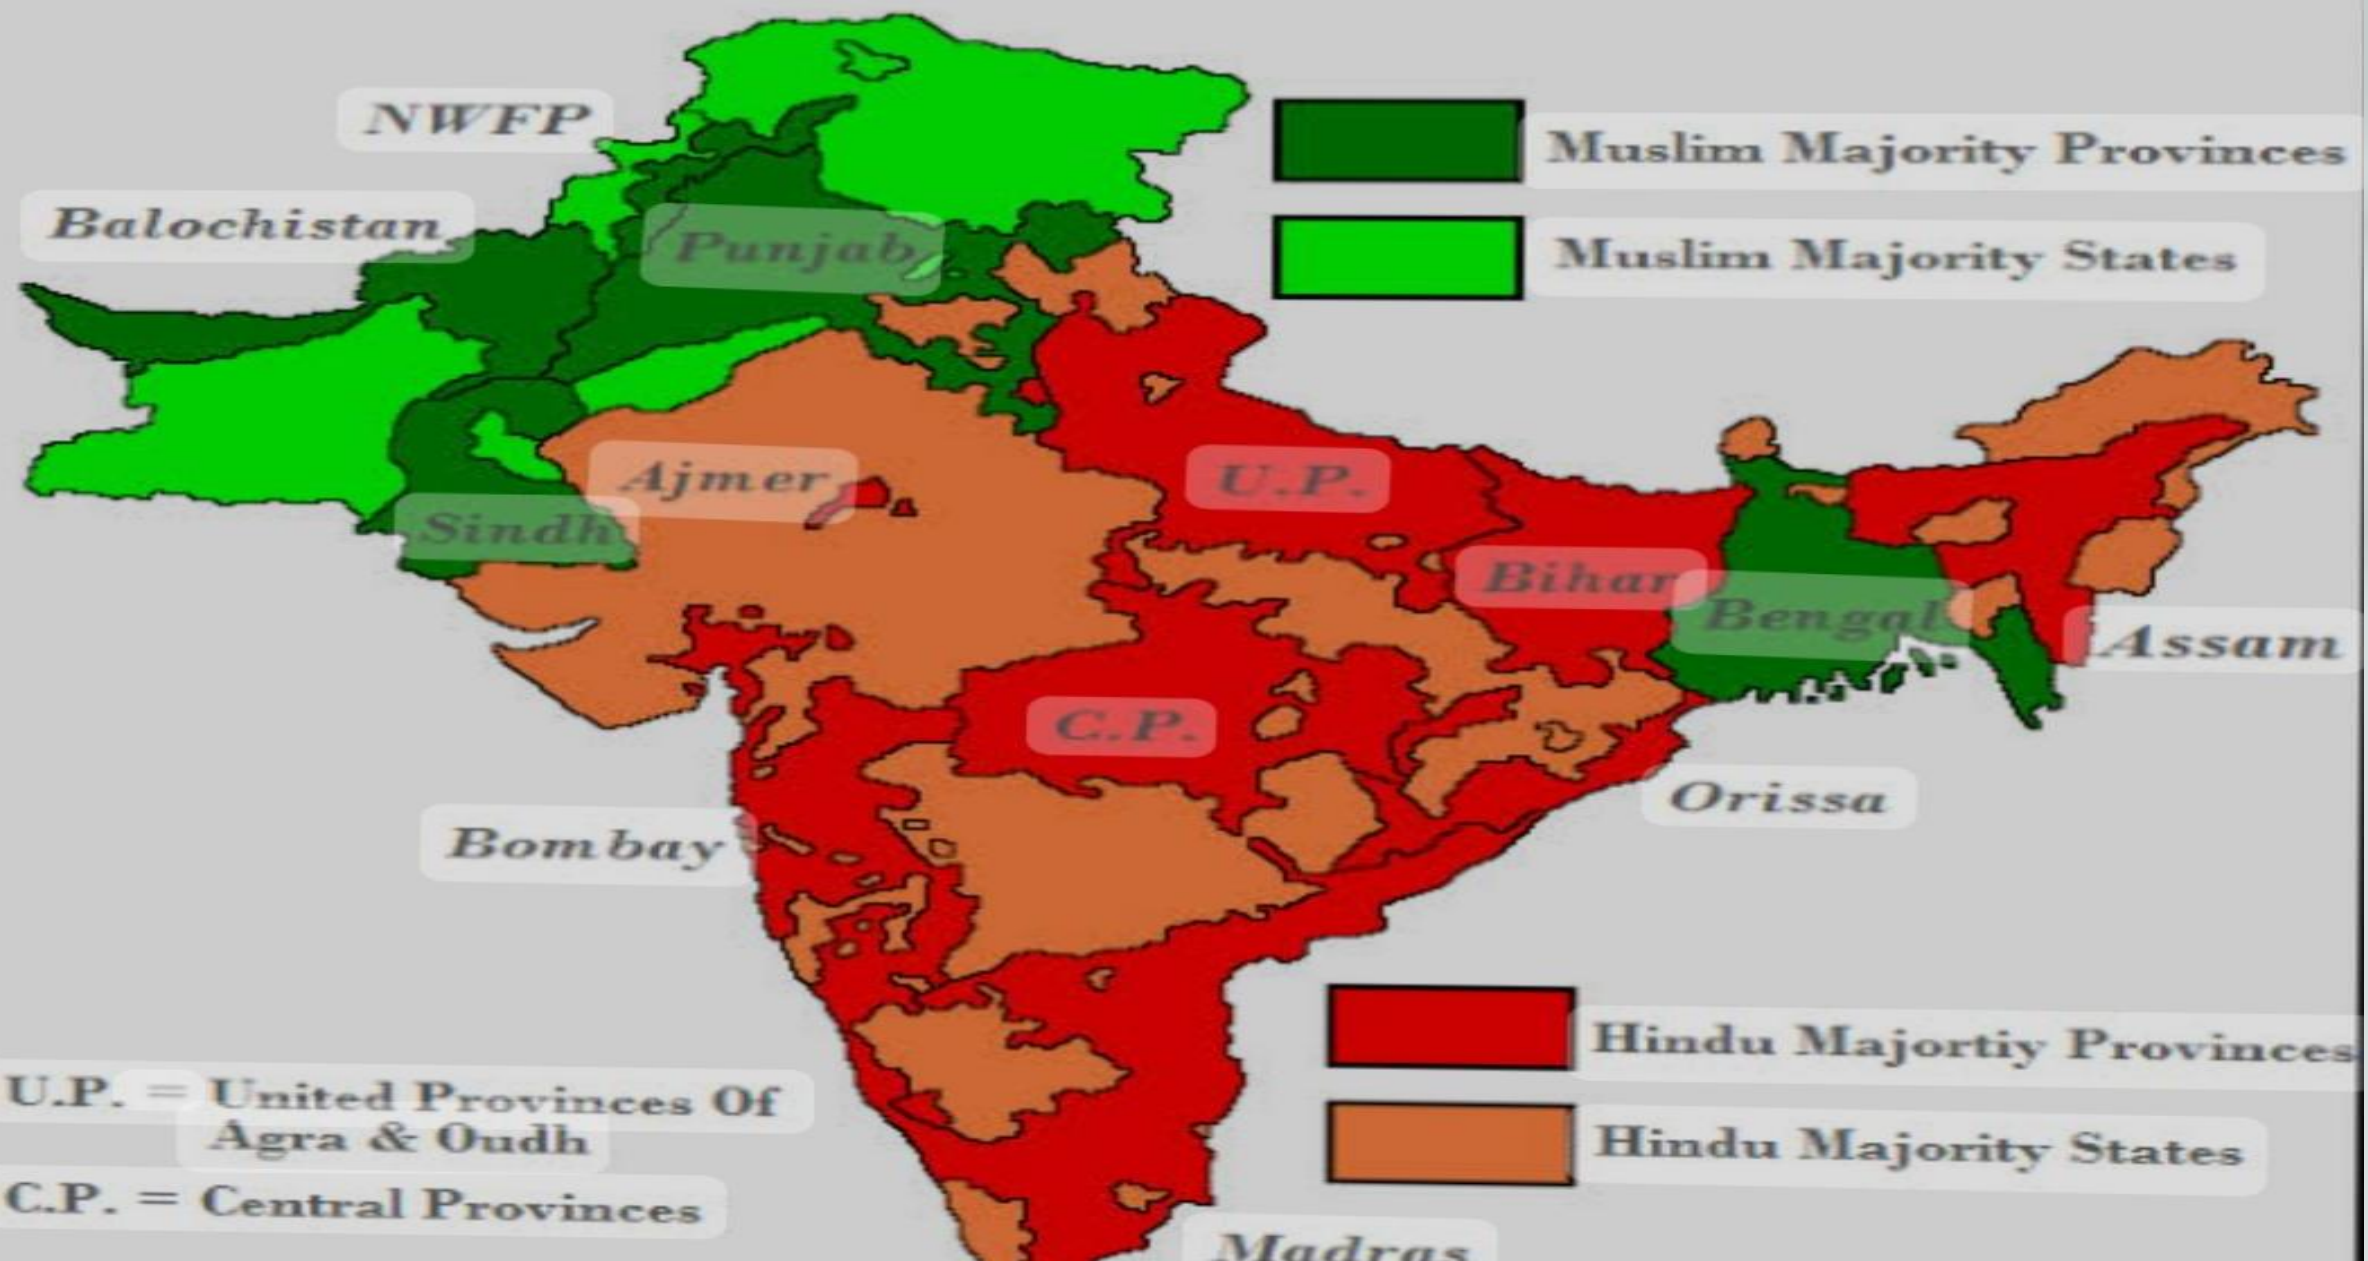 NWFP
Muslim Majority Provinces
Balochistan
Punjab
Muslim Majority States
Ajmer
U.P.
Sindh
Bihar
Bengal
Assam
C.P.
Orissa
Bombay
Hindu Majortiy Provinces
U.P. = United Provinces Of
Agra & Oudh
Hindu Majority States
C.P. = Central Provinces
Madras